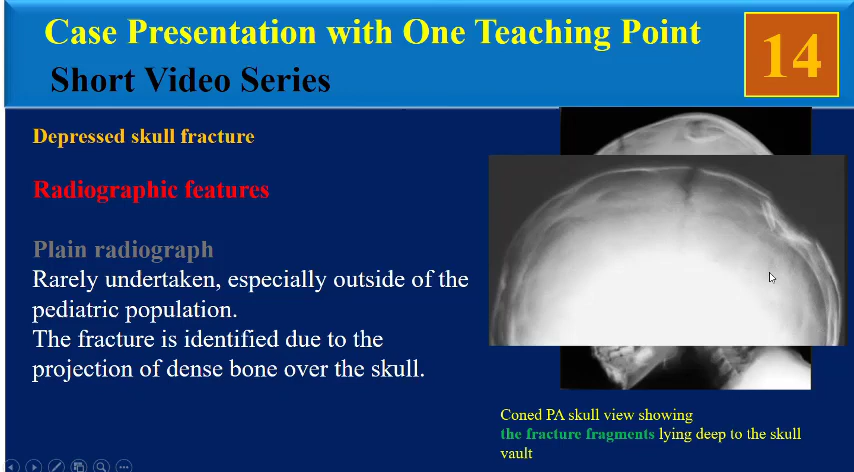 Case Presentation with One Teaching Point
Short Video Series
14
Depressed skull fracture
Radiographic features
Plain radiograph
Rarely undertaken, especially outside of the
pediatric population.
The fracture is identified due to the
projection of dense bone over the skull.
Coned PA skull view showing
the fracture fragments lying deep to the skull
vault